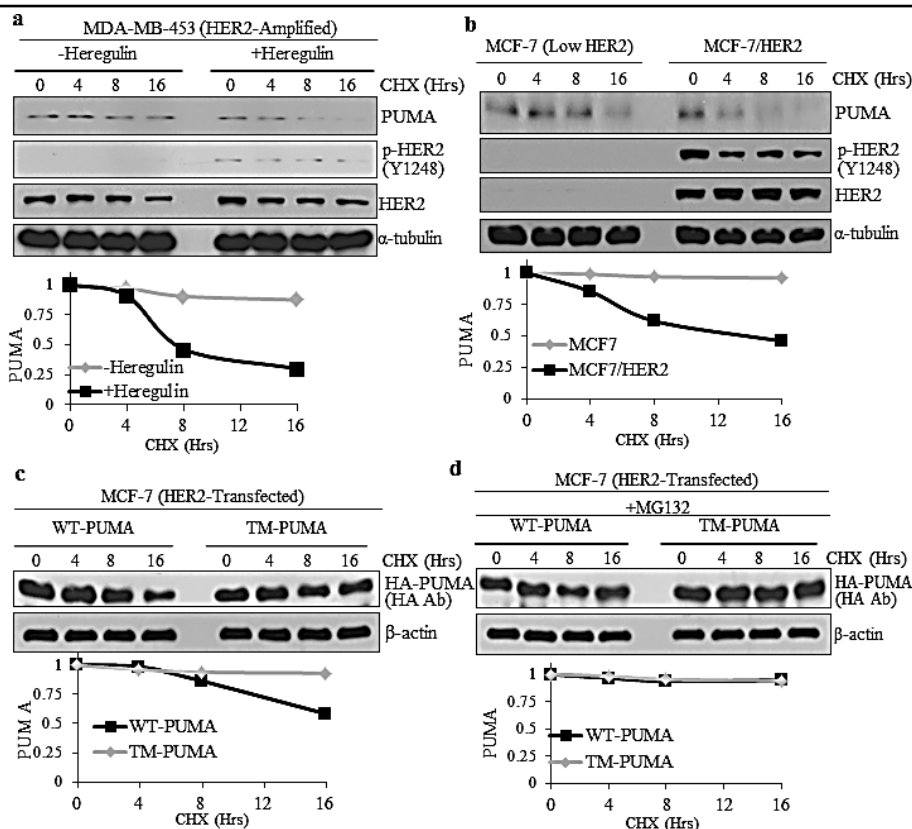 a
MDA-MB-453 (HER2-Amplified)
-Heregulin +Heregulin
0 4 8 16 0 4 8 16 CHX (Hrs)
PUMA
p-HER2
(Y1248)
HER2
α-tubulin
1
0.75
0.5
0.25
0
PUMA
-Heregulin
+Heregulin
0 4 8 12 16
CHX (Hrs)
b
MCF-7 (Low HER2) MCF-7/HER2
0 4 8 16 0 4 8 16 CHX (Hrs)
PUMA
p-HER2
(Y1248)
HER2
α-tubulin
1
0.75
0.5
0.25
0
PUMA
MCF7
MCF7/HER2
0 4 8 12 16
CHX (Hrs)
c
MCF-7 (HER2-Transfected)
WT-PUMA TM-PUMA
0 4 8 16 0 4 8 16 CHX (Hrs)
HA-PUMA
(HA Ab)
β-actin
1
0.75
0.5
0.25
0
PUM A
WT-PUMA
TM-PUMA
0 4 8 12 16
CHX (Hrs)
d
MCF-7 (HER2-Transfected)
+MG132
WT-PUMA TM-PUMA
0 4 8 16 0 4 8 16 CHX (Hrs)
HA-PUMA
(HA Ab)
β-actin
1
0.75
0.5
0.25
0
PUMA
WT-PUMA
TM-PUMA
0 4 8 12 16
CHX (Hrs)